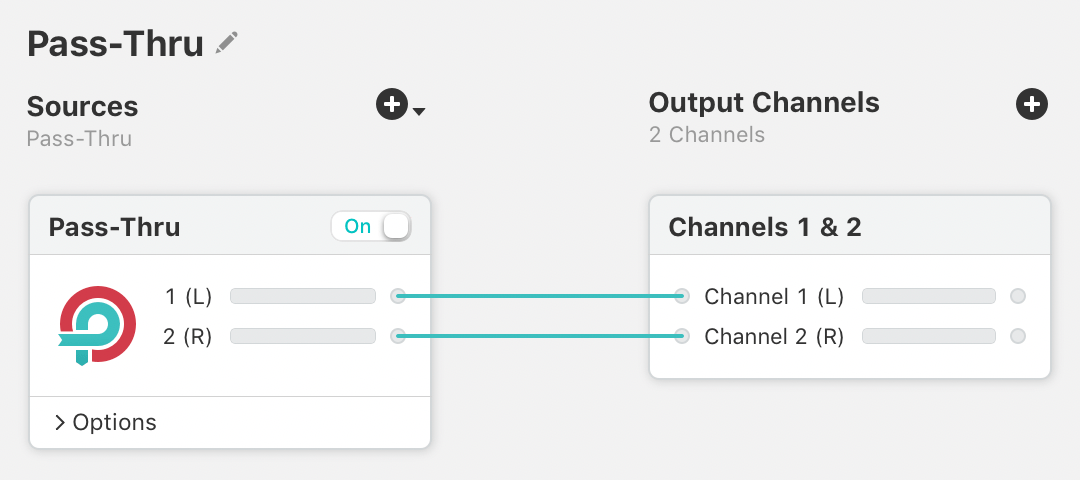 Pass-Thru
Sources
Pass-Thru
Output Channels
2 Channels
Pass-Thru
On
1 (L)
2 (R)
Options
Channels 1 & 2
Channel 1 (L)
Channel 2 (R)